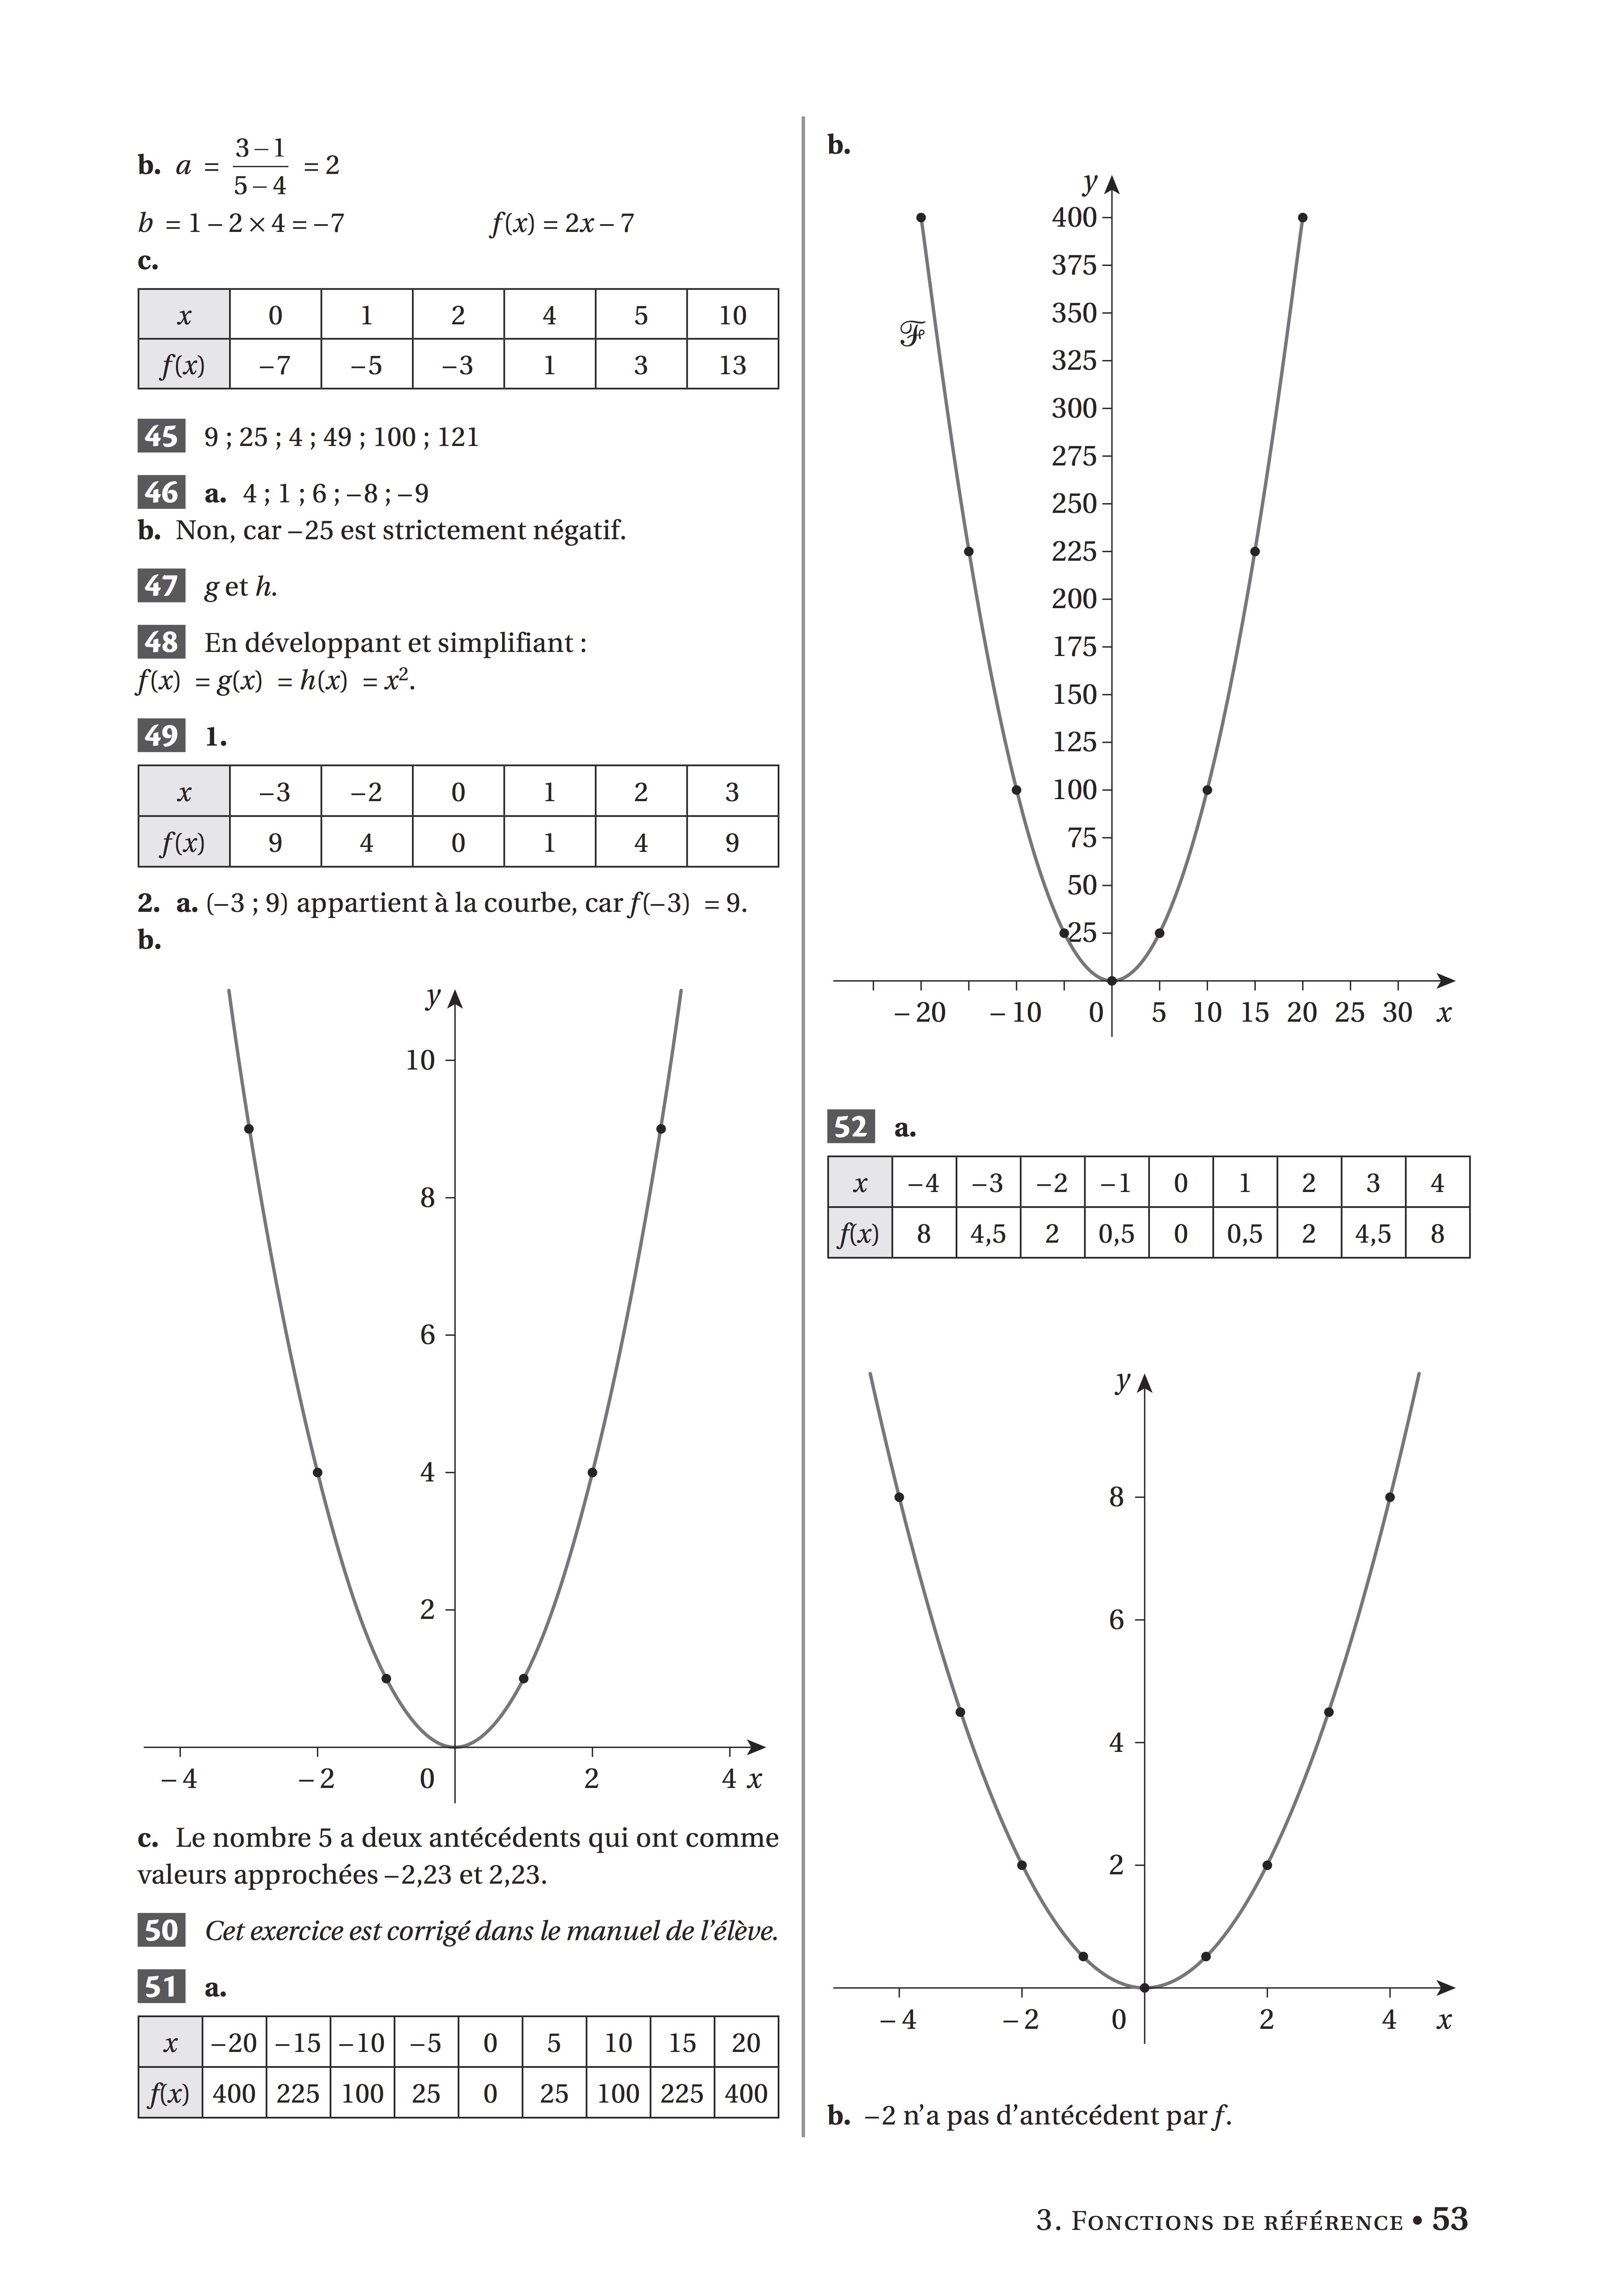 b. a = (3 – 1)/(5 – 4) = 2
b = 1 – 2 × 4 = –7 f(x) = 2x – 7
c.
x 0 1 2 4 5 10
f(x) –7 –5 –3 1 3 13
45 9 ; 25 ; 4 ; 49 ; 100 ; 121
46 a. 4 ; 1 ; 6 ; –8 ; –9
b. Non, car –25 est strictement négatif.
47 g et h.
48 En développant et simplifiant :
f(x) = g(x) = h(x) = x².
49 1.
x –3 –2 0 1 2 3
f(x) 9 4 0 1 4 9
2. a. (–3 ; 9) appartient à la courbe, car f(–3) = 9.
b.
y
10
8
6
4
2
– 4 – 2 0 2 4 x
c. Le nombre 5 a deux antécédents qui ont comme
valeurs approchées –2,23 et 2,23.
50 Cet exercice est corrigé dans le manuel de l’élève.
51 a.
x –20 –15 –10 –5 0 5 10 15 20
f(x) 400 225 100 25 0 25 100 225 400
b.
y
400
375
350
ℱ
325
300
275
250
225
200
175
150
125
100
75
50
25
– 20 – 10 0 5 10 15 20 25 30 x
52 a.
x –4 –3 –2 –1 0 1 2 3 4
f(x) 8 4,5 2 0,5 0 0,5 2 4,5 8
y
8
6
4
2
– 4 – 2 0 2 4 x
b. –2 n’a pas d’antécédent par f.
3. Fonctions de référence • 53